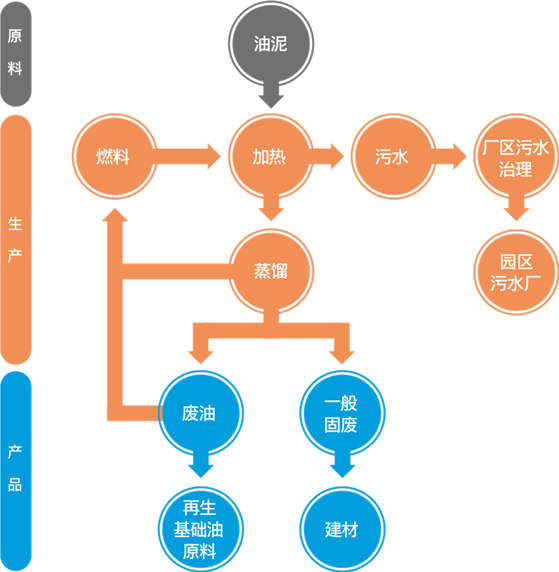 原料
油泥
生产
燃料
加热
污水
厂区污水
治理
蒸馏
园区
污水厂
产品
废油
一般
固废
再生
基础油
原料
建材